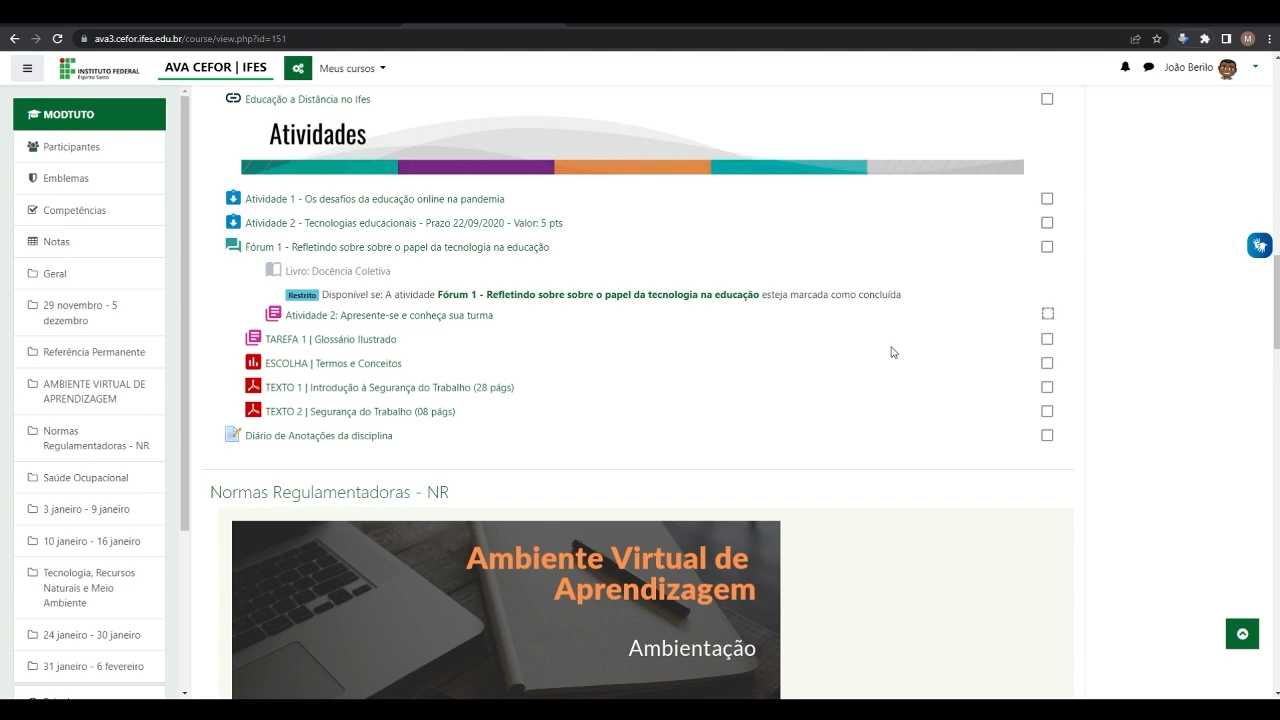 ava3.cefor.ifes.edu.br/course/view.php?id=151
M
INSTITUTO FEDERAL
Espírito Santo
AVA CEFOR | IFES
Meus cursos
João Berilo
MODTUTO
Participantes
Emblemas
Competências
Notas
Geral
29 novembro - 5
dezembro
Referência Permanente
AMBIENTE VIRTUAL DE
APRENDIZAGEM
Normas
Regulamentadoras - NR
Saúde Ocupacional
3 janeiro - 9 janeiro
10 janeiro - 16 janeiro
Tecnologia, Recursos
Naturais e Meio
Ambiente
24 janeiro - 30 janeiro
31 janeiro - 6 fevereiro
Educação a Distância no Ifes
Atividades
Atividade 1 - Os desafios da educação online na pandemia
Atividade 2 - Tecnologias educacionais - Prazo 22/09/2020 - Valor: 5 pts
Fórum 1 - Refletindo sobre sobre o papel da tecnologia na educação
Livro: Docência Coletiva
Restrito Disponível se: A atividade Fórum 1 - Refletindo sobre sobre o papel da tecnologia na educação esteja marcada como concluída
Atividade 2: Apresente-se e conheça sua turma
TAREFA 1 | Glossário Ilustrado
ESCOLHA | Termos e Conceitos
TEXTO 1 | Introdução à Segurança do Trabalho (28 págs)
TEXTO 2 | Segurança do Trabalho (08 págs)
Diário de Anotações da disciplina
Normas Regulamentadoras - NR
Ambiente Virtual de
Aprendizagem
Ambientação